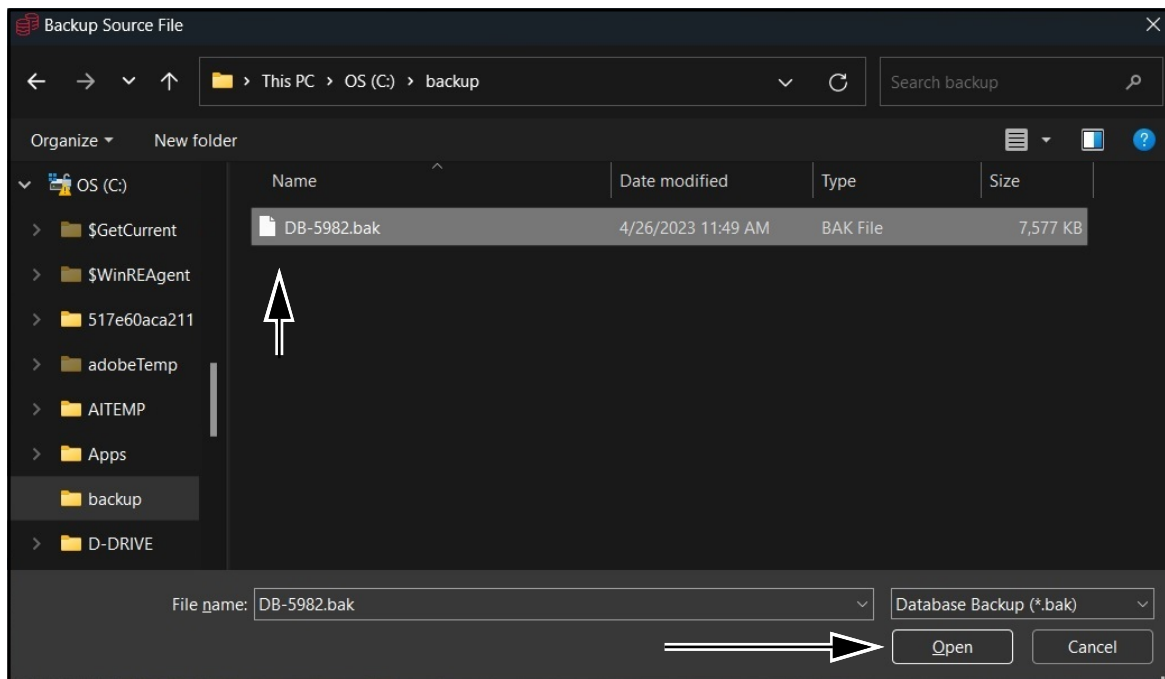 Backup Source File
This PC > OS (C:) > backup
Search backup
Organize
New folder
OS (C:)
$GetCurrent
$WinREAgent
517e60aca211
adobeTemp
AITEMP
Apps
backup
D-DRIVE
Name Date modified Type Size
DB-5982.bak 4/26/2023 11:49 AM BAK File 7,577 KB
File name: DB-5982.bak
Database Backup (*.bak)
Open
Cancel